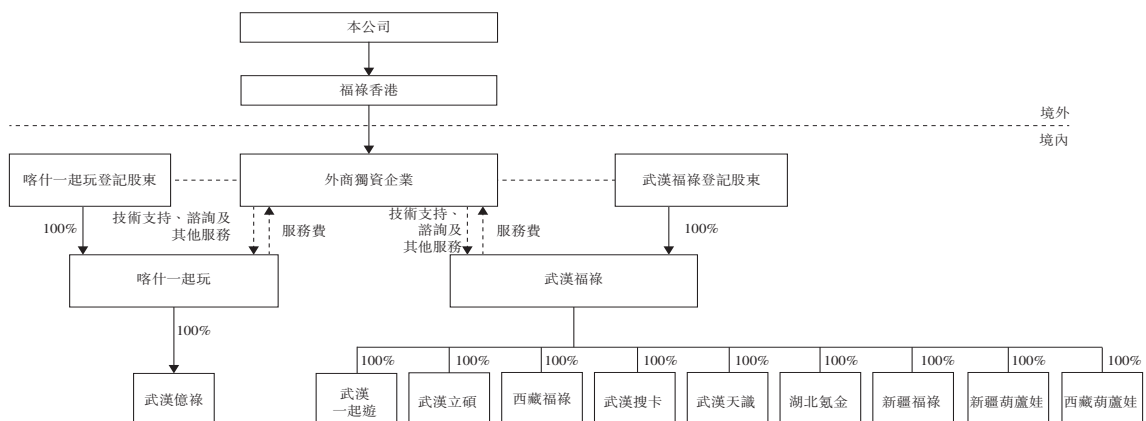 本公司
福祿香港
境外
境內
喀什一起玩登記股東
外商獨資企業
武漢福祿登記股東
100%
技術支持、諮詢及
其他服務
服務費
技術支持、
諮詢及
其他服務
服務費
100%
喀什一起玩
武漢福祿
100%
100%
100%
100%
100%
100%
100%
100%
100%
100%
武漢億祿
武漢
一起遊
武漢立碩
西藏福祿
武漢搜卡
武漢天識
湖北氪金
新疆福祿
新疆葫蘆娃
西藏葫蘆娃